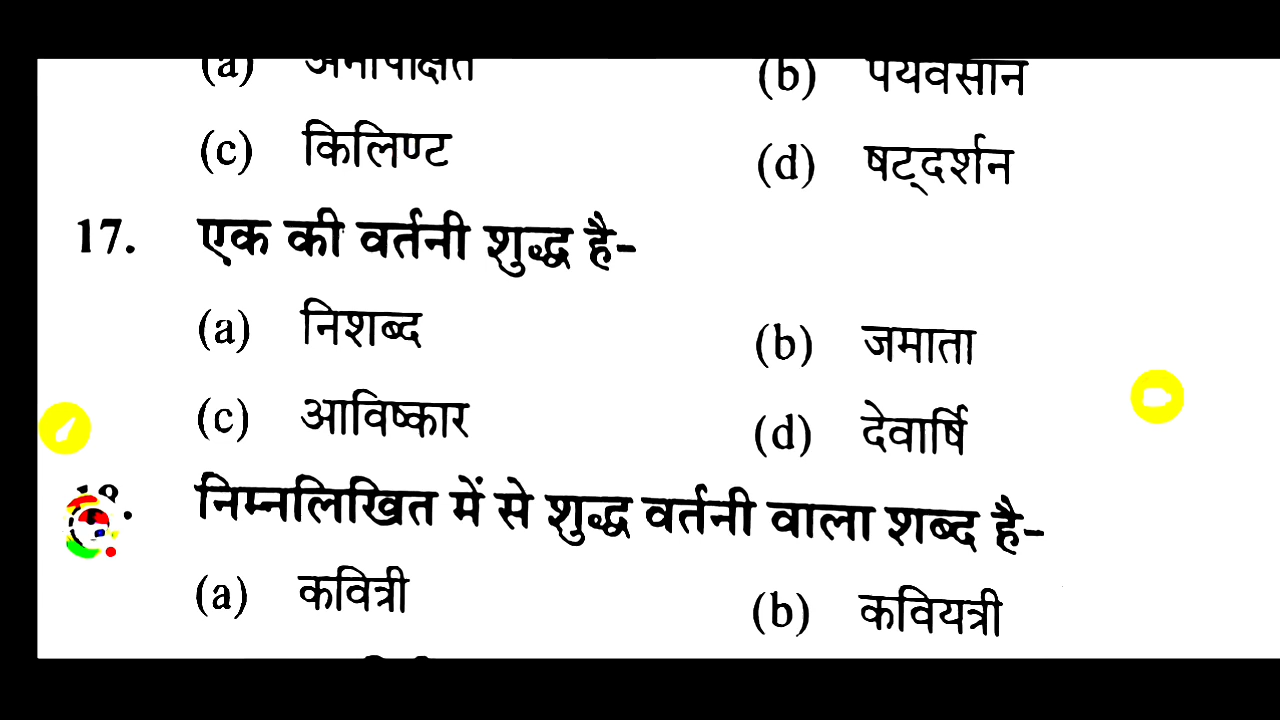 (a) (b) पर्यवसान
(c) किलिण्ट (d) षट्दर्शन
17. एक की वर्तनी शुद्ध है-
(a) निशब्द (b) जमाता
(c) आविष्कार (d) देवार्षि
निम्नलिखित में से शुद्ध वर्तनी वाला शब्द है-
(a) कवित्री (b) कवियत्री